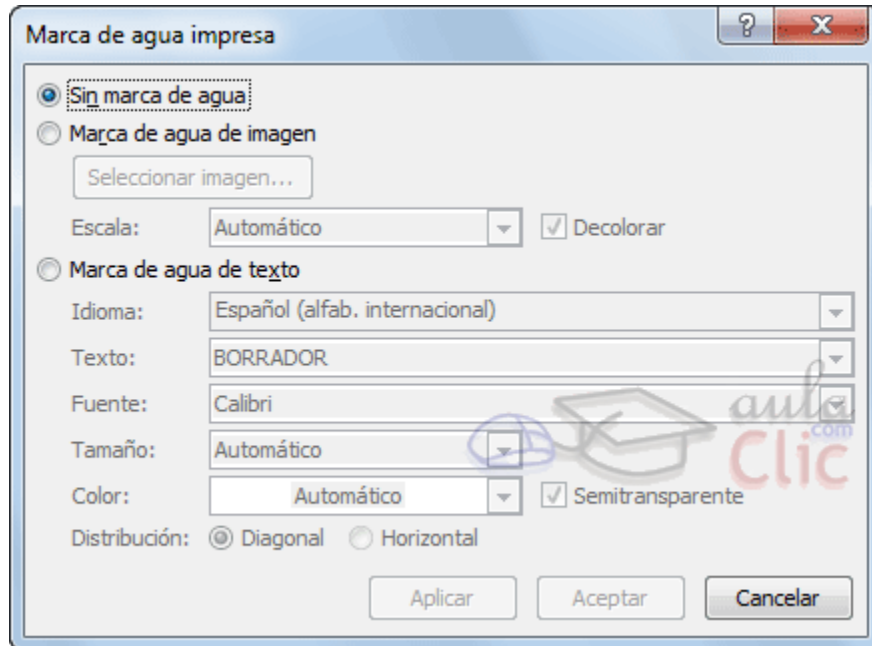 Marca de agua impresa
Sin marca de agua
Marca de agua de imagen
Seleccionar imagen...
Escala: Automático Decolorar
Marca de agua de texto
Idioma: Español (alfab. internacional)
Texto: BORRADOR
Fuente: Calibri
Tamaño: Automático
Color: Automático Semitransparente
Distribución: Diagonal Horizontal
Aplicar Aceptar Cancelar
aula
.com
Clic